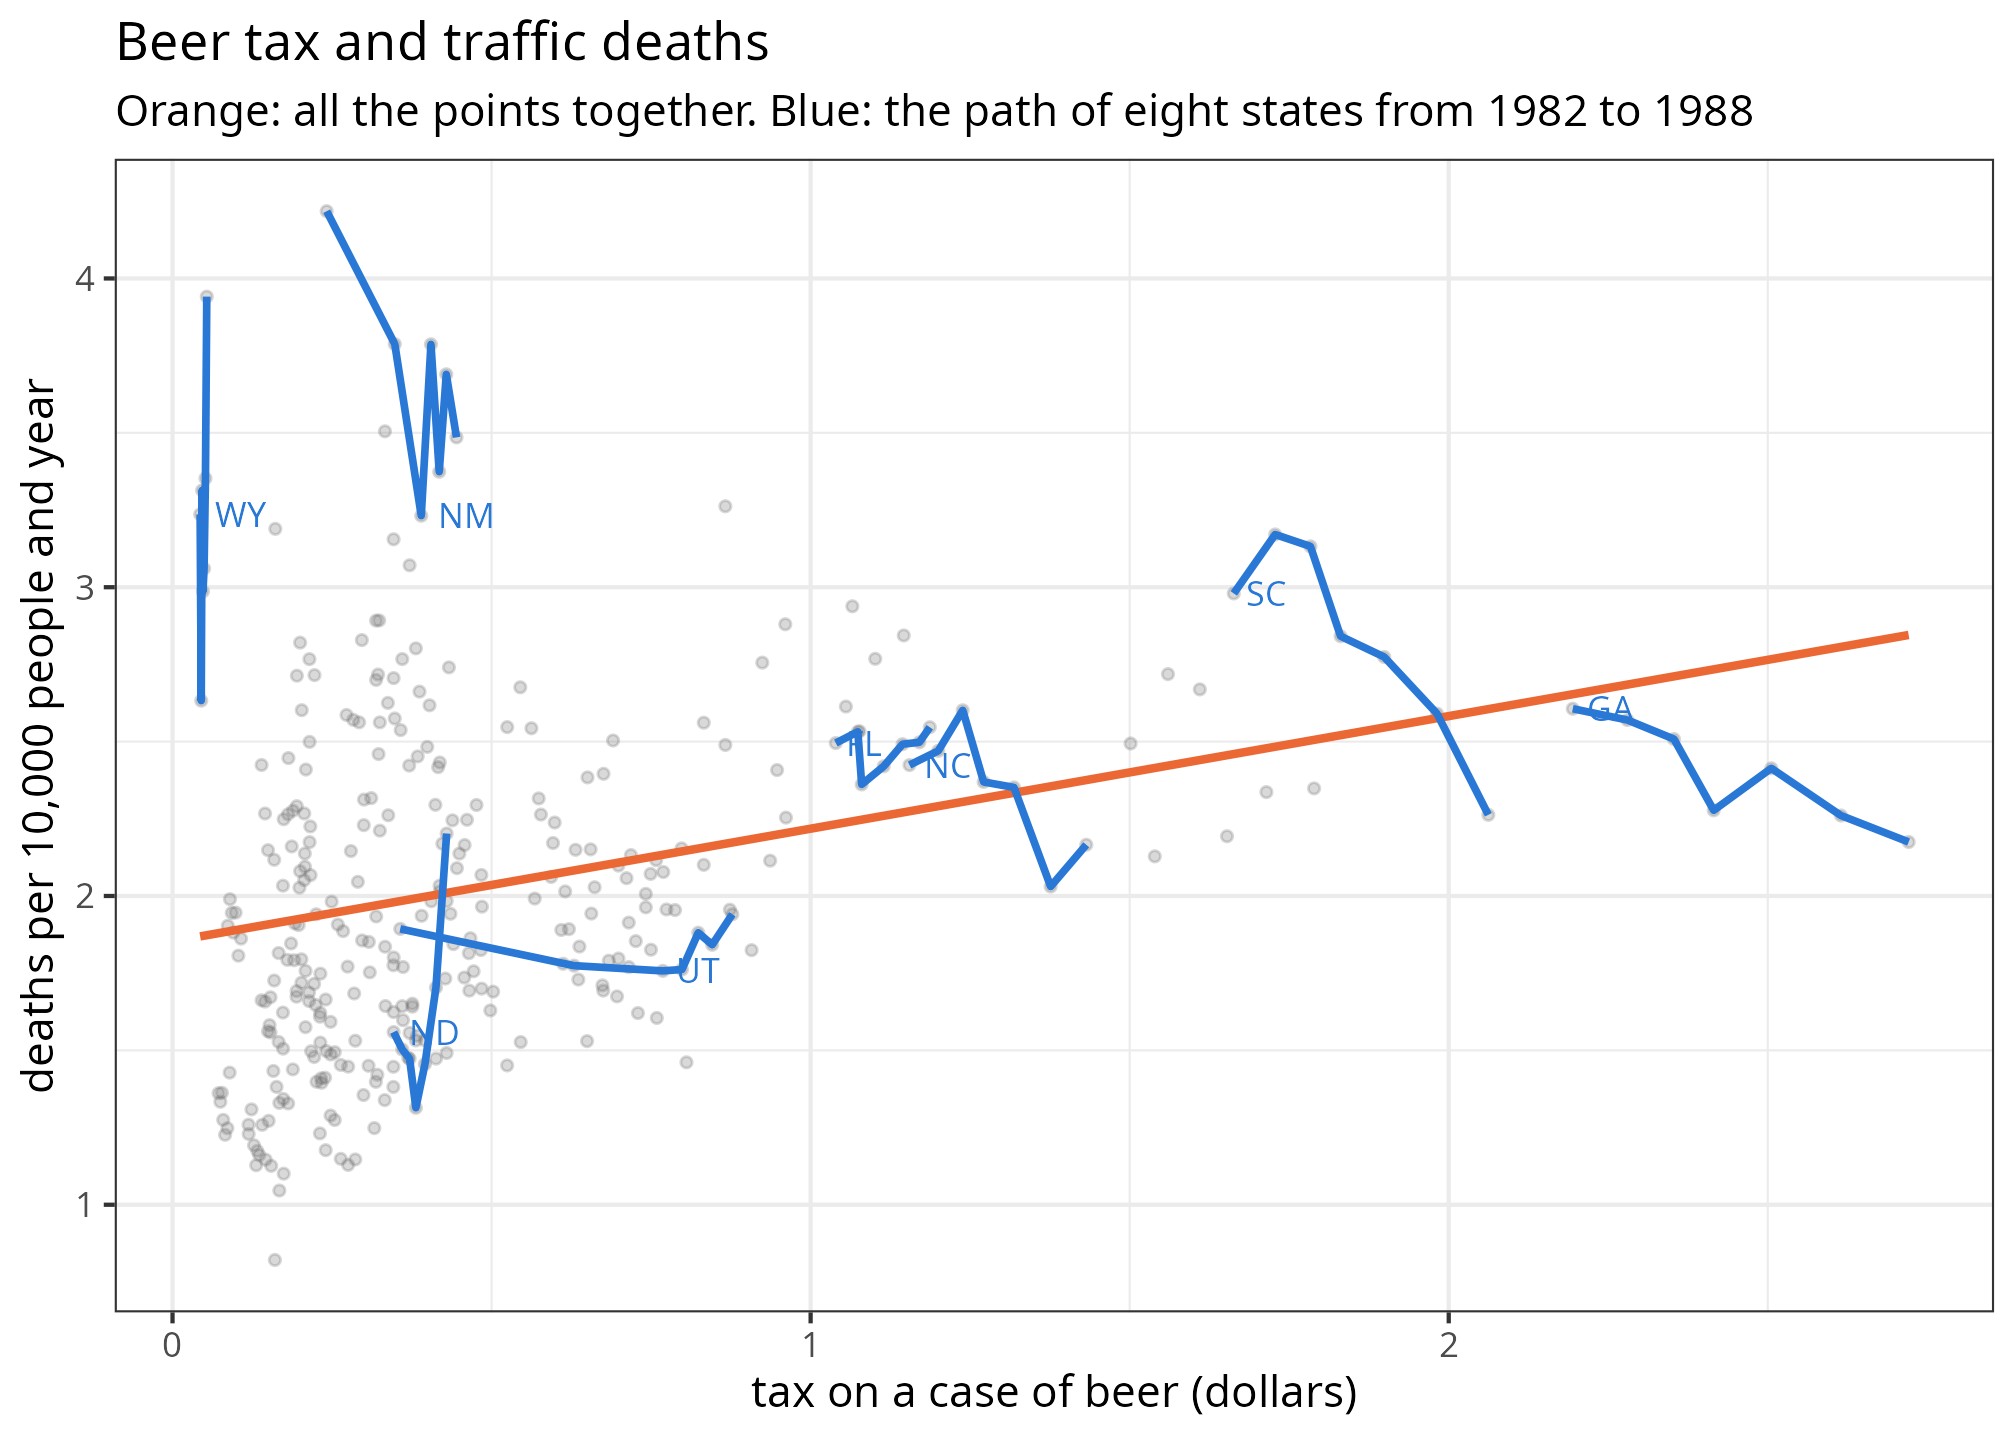 Beer tax and traffic deaths
Orange: all the points together. Blue: the path of eight states from 1982 to 1988
deaths per 10,000 people and year
4
3
2
1
WY
NM
SC
GA
FL
NC
UT
ND
0
1
2
tax on a case of beer (dollars)